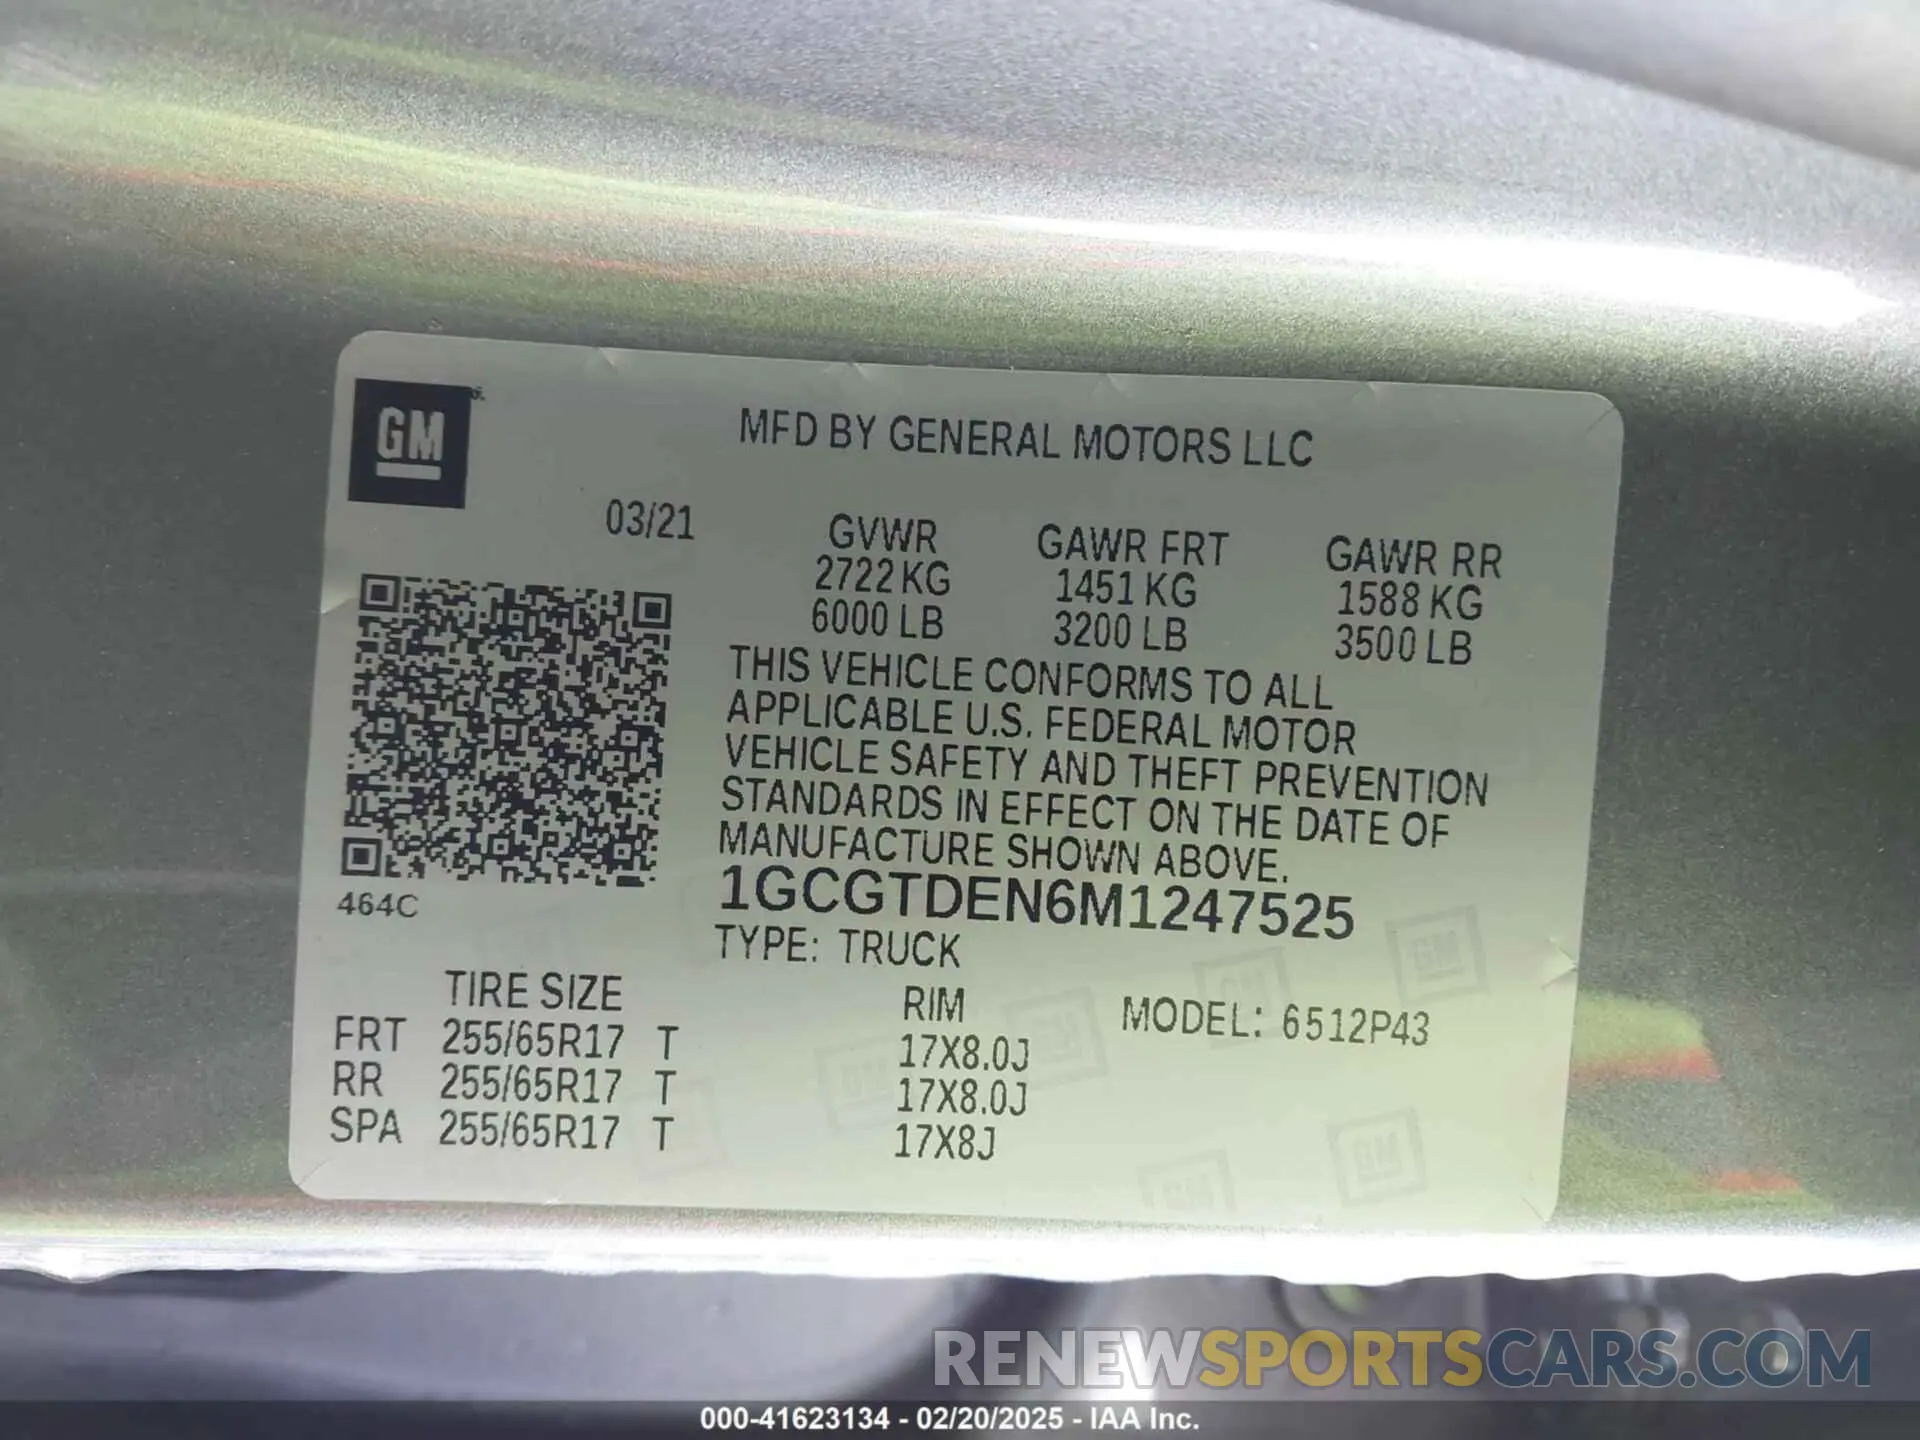 GM
MFD BY GENERAL MOTORS LLC
03/21
GVWR GAWR FRT GAWR RR
2722 KG 1451 KG 1588 KG
6000 LB 3200 LB 3500 LB
THIS VEHICLE CONFORMS TO ALL
APPLICABLE U.S. FEDERAL MOTOR
VEHICLE SAFETY AND THEFT PREVENTION
STANDARDS IN EFFECT ON THE DATE OF
MANUFACTURE SHOWN ABOVE.
464C
1GCGTDEN6M1247525
TYPE: TRUCK
TIRE SIZE RIM MODEL: 6512P43
FRT 255/65R17 T 17X8.0J
RR 255/65R17 T 17X8.0J
SPA 255/65R17 T 17X8J
RENEWSPORTSCARS.COM
000-41623134 - 02/20/2025 - IAA Inc.